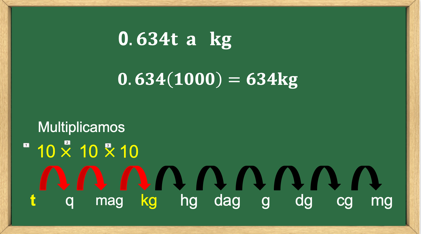 0.634t a kg
0.634(1000) = 634kg
Multiplicamos
10 × 10 × 10
t q mag kg hg dag g dg cg mg